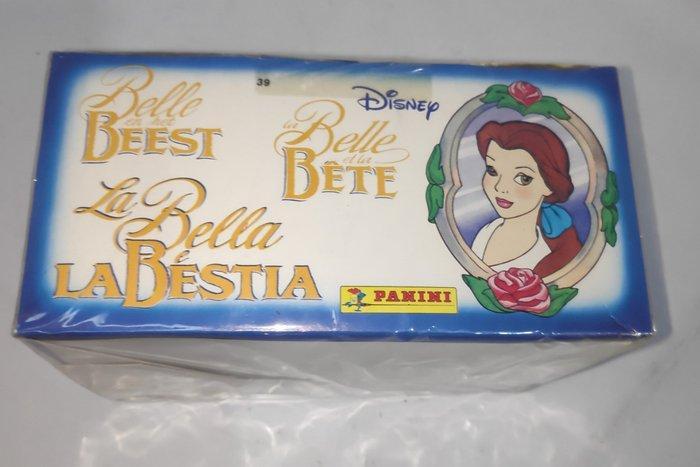 39
Disney
Belle
en het
BEEST
la
Belle
et la
BÊTE
La Bella
e
LA BESTIA
PANINI